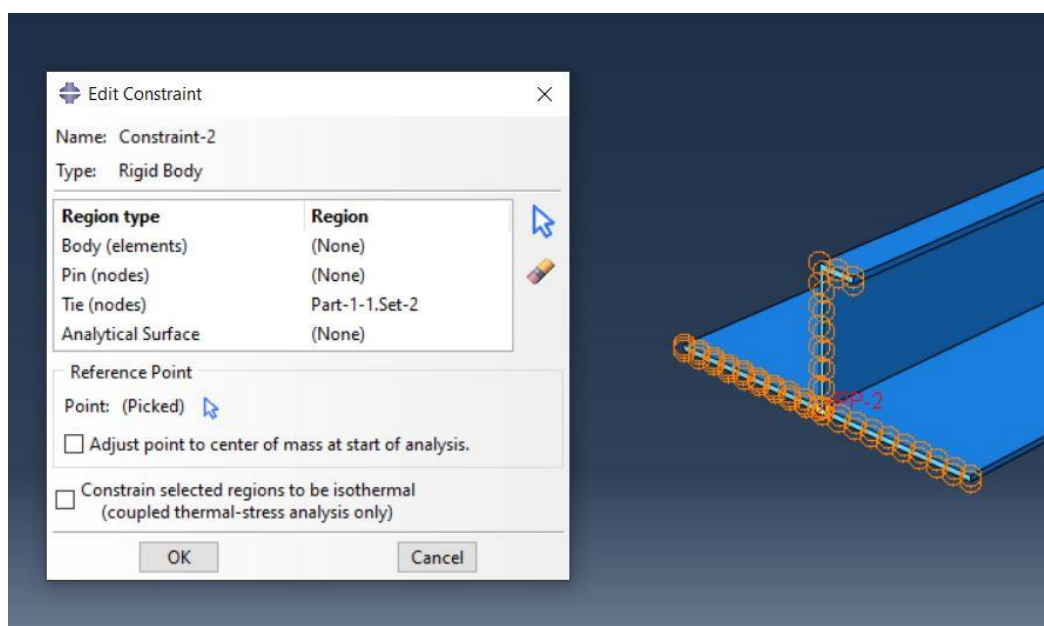 Edit Constraint
Name: Constraint-2
Type: Rigid Body
Region type Region
Body (elements) (None)
Pin (nodes) (None)
Tie (nodes) Part-1-1.Set-2
Analytical Surface (None)
Reference Point
Point: (Picked)
Adjust point to center of mass at start of analysis.
Constrain selected regions to be isothermal
(coupled thermal-stress analysis only)
OK Cancel
RP-2